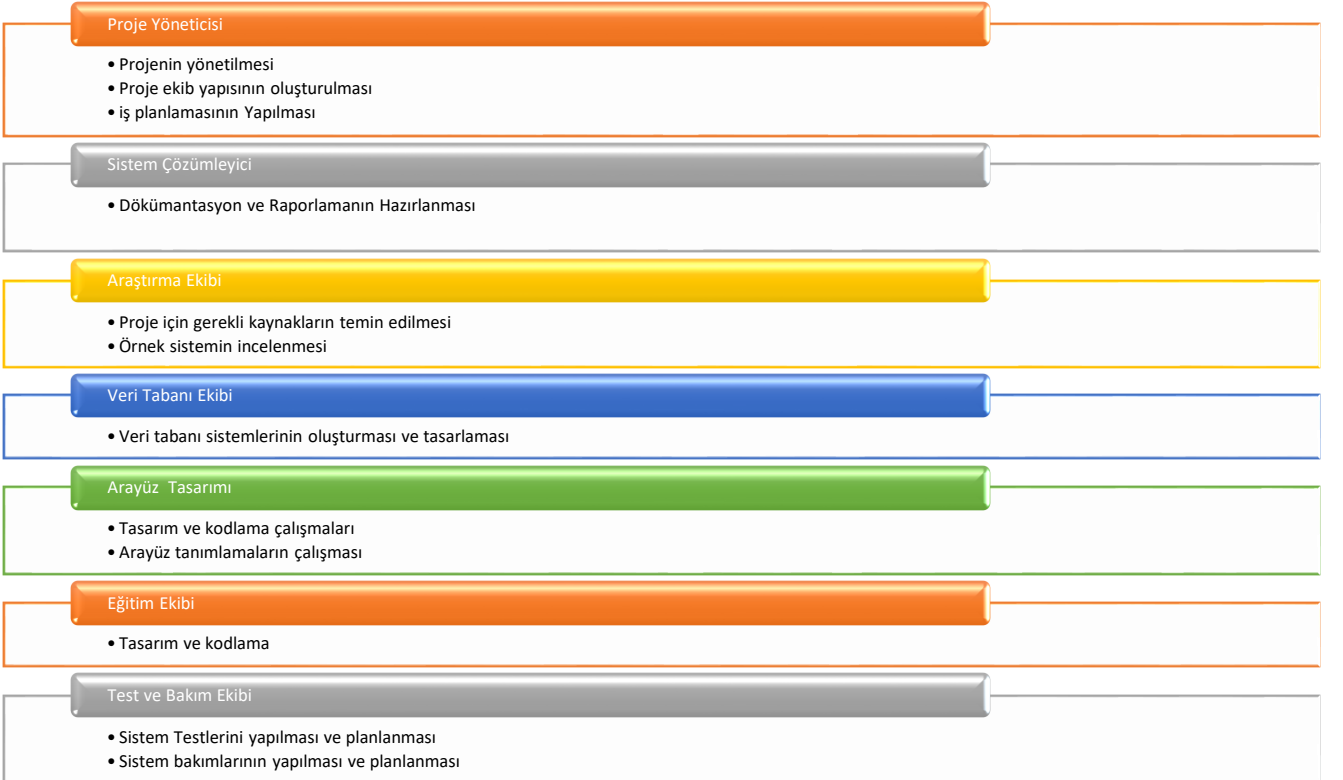 Proje Yöneticisi
• Projenin yönetilmesi
• Proje ekib yapısının oluşturulması
• iş planlamasının Yapılması
Sistem Çözümleyici
• Dökümantasyon ve Raporlamanın Hazırlanması
Araştırma Ekibi
• Proje için gerekli kaynakların temin edilmesi
• Örnek sistemin incelenmesi
Veri Tabanı Ekibi
• Veri tabanı sistemlerinin oluşturması ve tasarlaması
Arayüz  Tasarımı
• Tasarım ve kodlama çalışmaları
• Arayüz tanımlamaların çalışması
Eğitim Ekibi
• Tasarım ve kodlama
Test ve Bakım Ekibi
• Sistem Testlerini yapılması ve planlanması
• Sistem bakımlarının yapılması ve planlanması